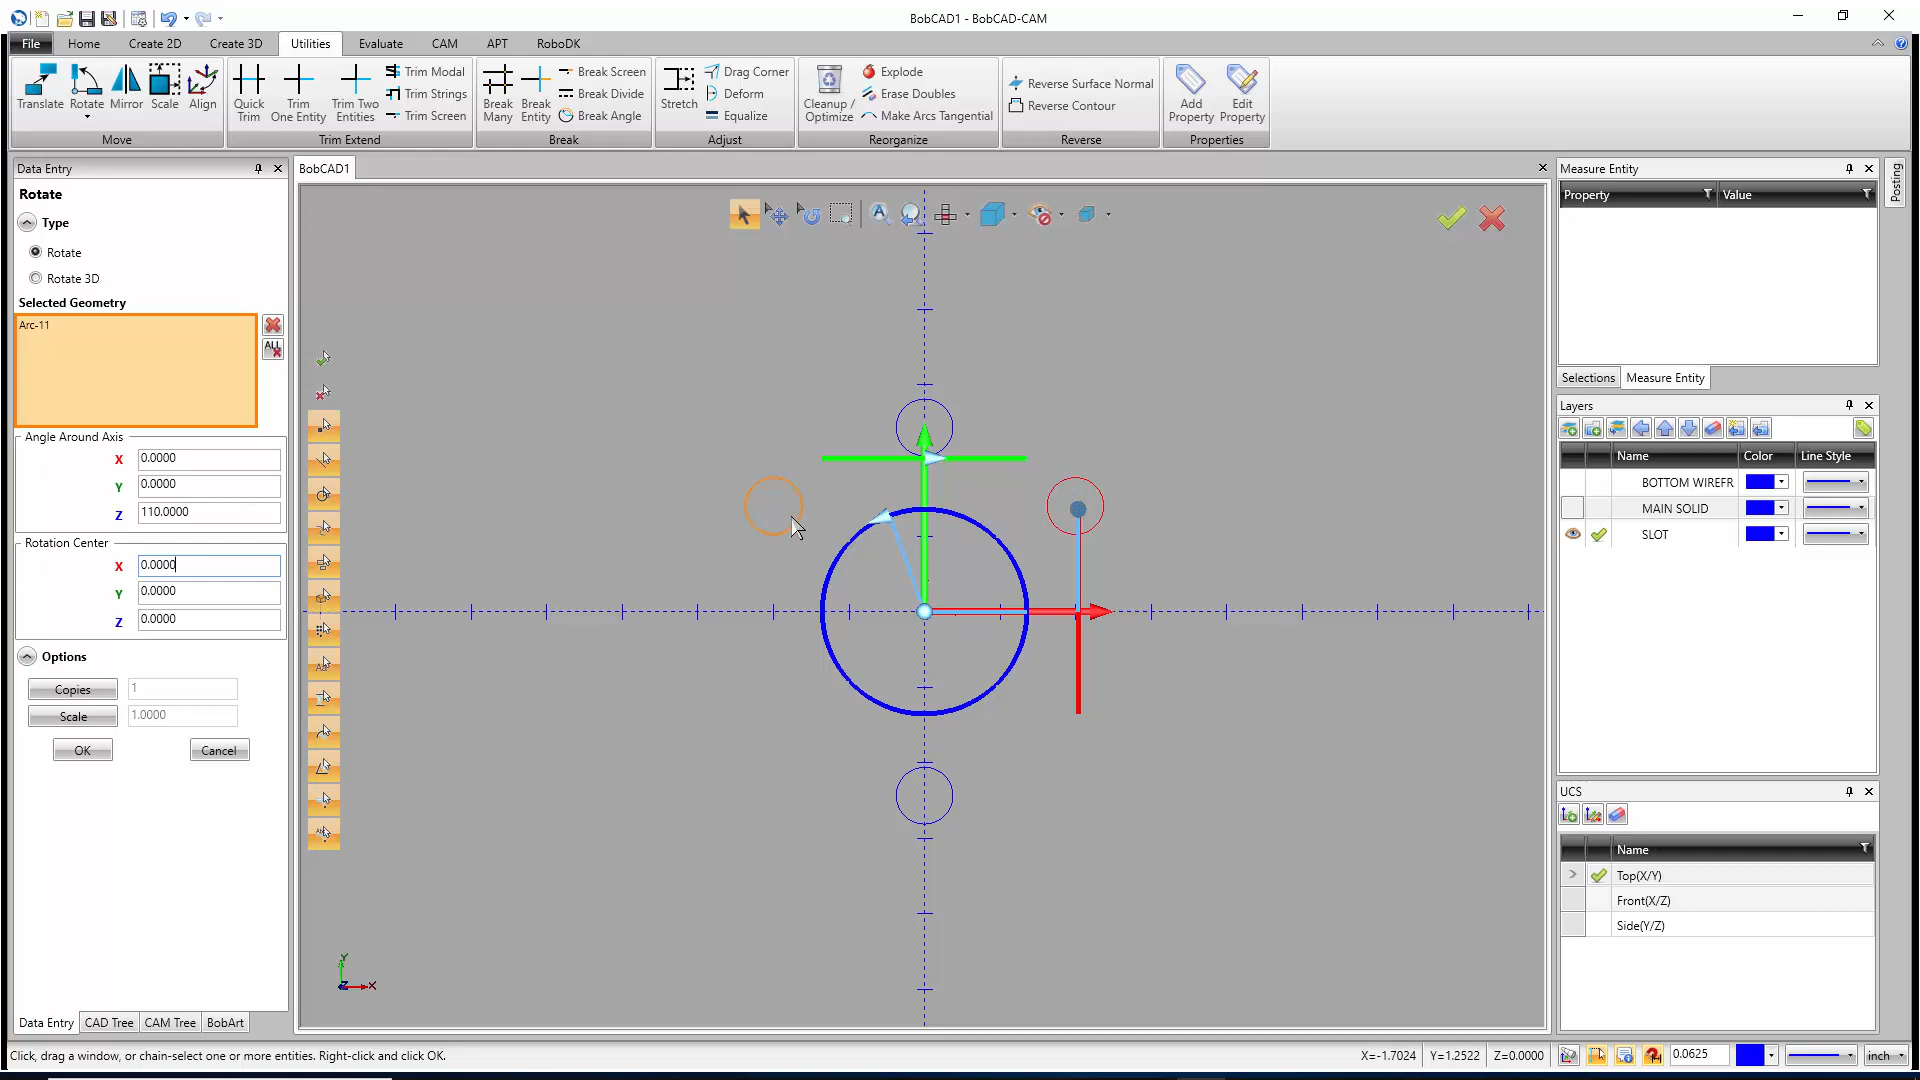 BobCAD1 - BobCAD-CAM
File Home Create 2D Create 3D Utilities Evaluate CAM APT RoboDK
Translate Rotate Mirror Scale Align
Move
Quick Trim Trim One Entity Trim Two Entities Trim Modal
Trim Strings
Trim Screen
Trim Extend
Break Many Break Entity Break Screen
Break Divide
Break Angle
Break
Stretch Drag Corner
Deform
Equalize
Adjust
Cleanup / Optimize Explode
Erase Doubles
Make Arcs Tangential
Reorganize
Reverse Surface Normal
Reverse Contour
Reverse
Add Property Edit Property
Properties
Data Entry
Rotate
Type
Rotate
Rotate 3D
Selected Geometry
Arc-11
ALL
Angle Around Axis
X 0.0000
Y 0.0000
Z 110.0000
Rotation Center
X 0.0000
Y 0.0000
Z 0.0000
Options
Copies 1
Scale 1.0000
OK Cancel
Data Entry CAD Tree CAM Tree BobArt
BobCAD1
Y
Z X
Measure Entity
Property Value
Selections Measure Entity
Posting
Layers
Name Color Line Style
BOTTOM WIREFR
MAIN SOLID
SLOT
UCS
Name
> Top(X/Y)
Front(X/Z)
Side(Y/Z)
Click, drag a window, or chain-select one or more entities. Right-click and click OK.
X=-1.7024 Y=1.2522 Z=0.0000 0.0625 inch